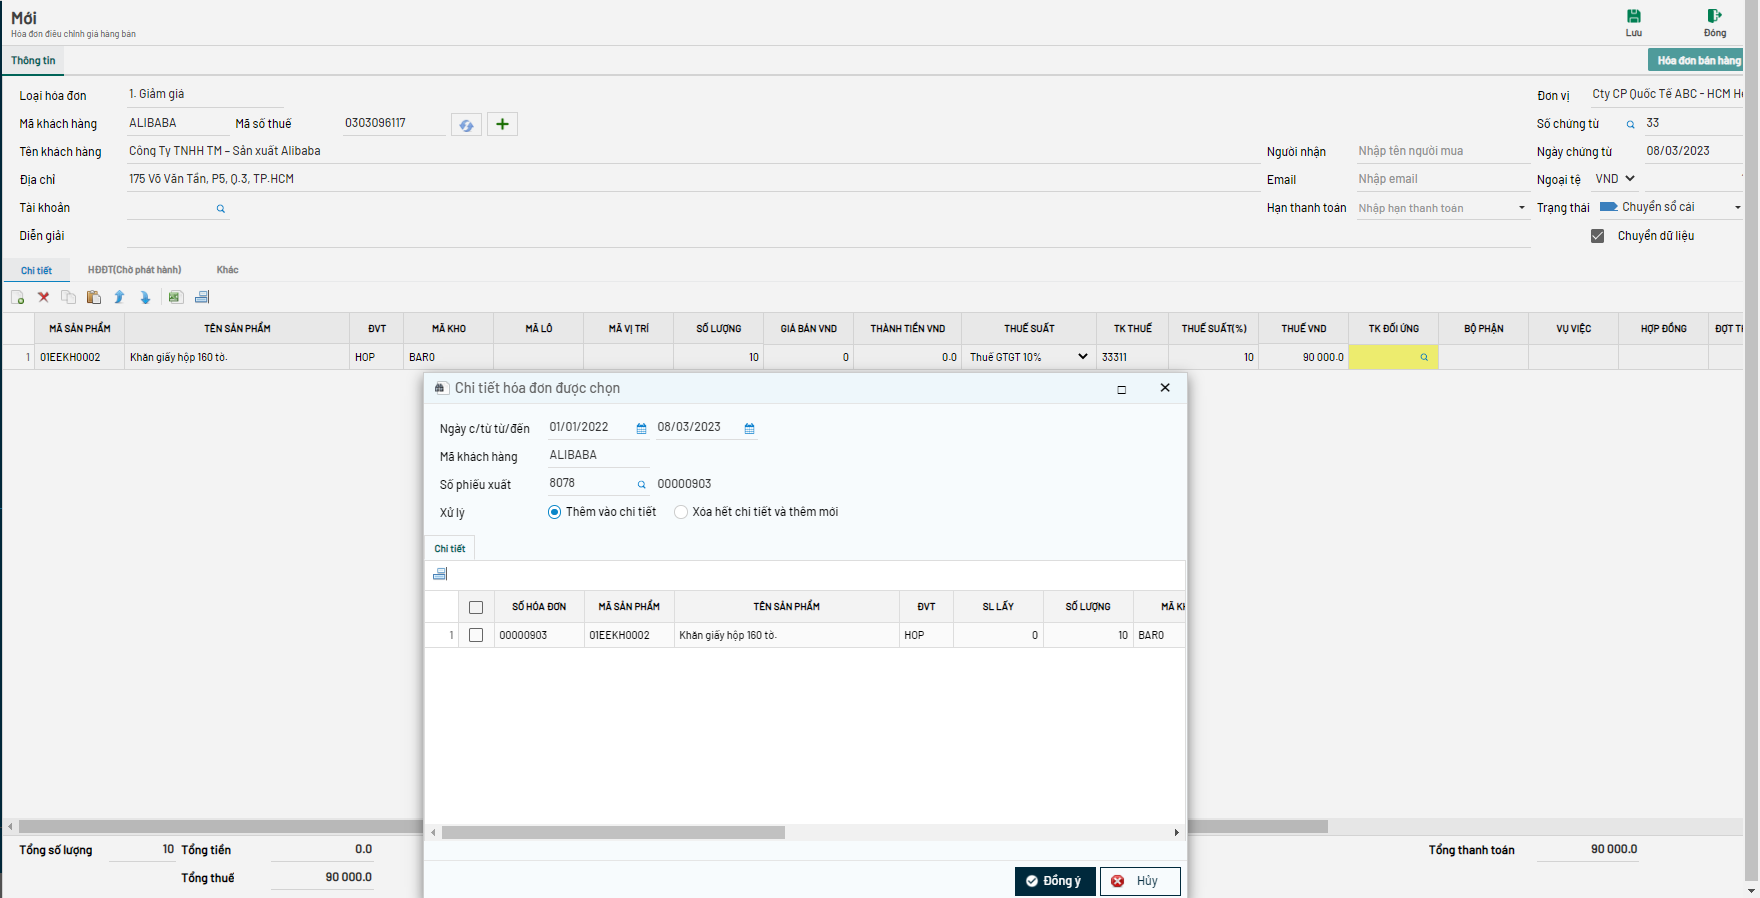 Mới
Hóa đơn điều chỉnh giá hàng bán
Lưu
Đóng
Thông tin
Hóa đơn bán hàng
Loại hóa đơn 1. Giảm giá
Đơn vị Cty CP Quốc Tế ABC - HCM
Mã khách hàng ALIBABA Mã số thuế 0303096117
Số chứng từ 33
Tên khách hàng Công Ty TNHH TM – Sản xuất Alibaba
Người nhận Nhập tên người mua
Ngày chứng từ 08/03/2023
Địa chỉ 175 Võ Văn Tần, P5, Q.3, TP.HCM
Email Nhập email
Ngoại tệ VND
Tài khoản
Hạn thanh toán Nhập hạn thanh toán
Trạng thái Chuyển sổ cái
Diễn giải
Chuyển dữ liệu
Chi tiết HĐĐT(Chờ phát hành) Khác
MÃ SẢN PHẨM TÊN SẢN PHẨM ĐVT MÃ KHO MÃ LÔ MÃ VỊ TRÍ SỐ LƯỢNG GIÁ BÁN VND THÀNH TIỀN VND THUẾ SUẤT TK THUẾ THUẾ SUẤT(%) THUẾ VND TK ĐỐI ỨNG BỘ PHẬN VỤ VIỆC HỢP ĐỒNG ĐỢT T
1 01EEKH0002 Khăn giấy hộp 160 tờ. HOP BAR0 10 0 0.0 Thuế GTGT 10% 33311 10 90 000.0
Chi tiết hóa đơn được chọn
Ngày c/từ từ/đến 01/01/2022 08/03/2023
Mã khách hàng ALIBABA
Số phiếu xuất 8078 00000903
Xử lý Thêm vào chi tiết Xóa hết chi tiết và thêm mới
Chi tiết
SỐ HÓA ĐƠN MÃ SẢN PHẨM TÊN SẢN PHẨM ĐVT SL LẤY SỐ LƯỢNG MÃ KH
1 00000903 01EEKH0002 Khăn giấy hộp 160 tờ. HOP 0 10 BAR0
Đồng ý Hủy
Tổng số lượng 10 Tổng tiền 0.0
Tổng thanh toán 90 000.0
Tổng thuế 90 000.0